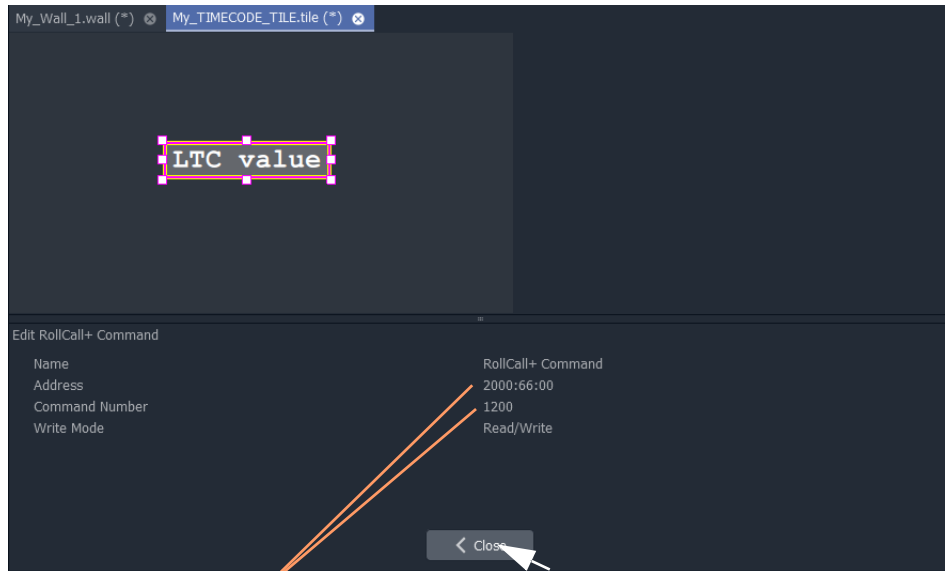 My_Wall_1.wall (*) My_TIMECODE_TILE.tile (*)
LTC value
Edit RollCall+ Command
Name RollCall+ Command
Address 2000:66:00
Command Number 1200
Write Mode Read/Write
Close